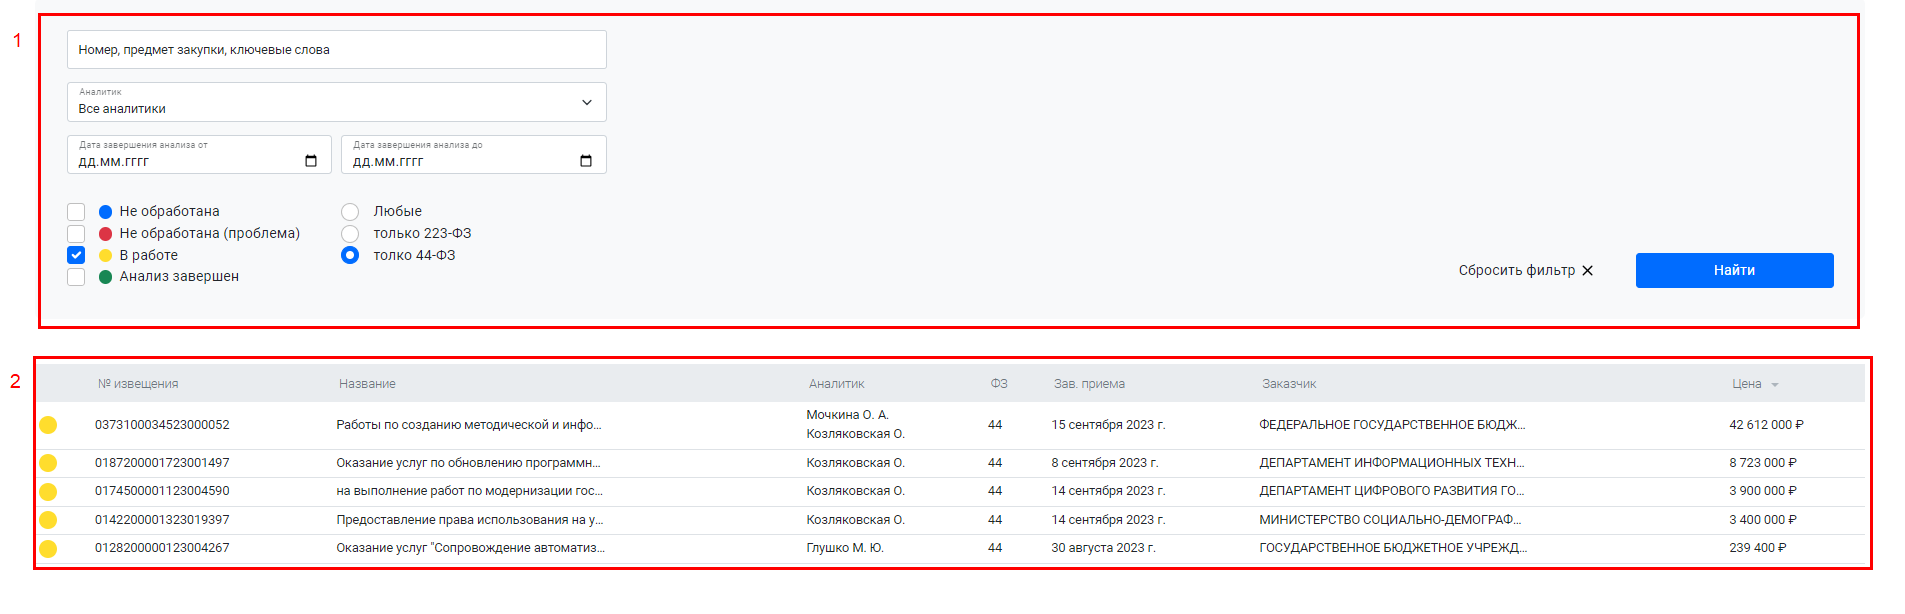 1
Номер, предмет закупки, ключевые слова
Аналитик
Все аналитики
Дата завершения анализа от Дата завершения анализа до
ДД.ММ.ГГГГ ДД.ММ.ГГГГ
Не обработана Любые
Не обработана (проблема) только 223-ФЗ
В работе толко 44-ФЗ
Анализ завершен
Сбросить фильтр Найти
2
№ извещения Название Аналитик ФЗ Зав. приема Заказчик Цена
0373100034523000052 Работы по созданию методической и инфо... Мочкина О. А. Козляковская О. 44 15 сентября 2023 г. ФЕДЕРАЛЬНОЕ ГОСУДАРСТВЕННОЕ БЮДЖ... 42 612 000 ₽
0187200001723001497 Оказание услуг по обновлению программн... Козляковская О. 44 8 сентября 2023 г. ДЕПАРТАМЕНТ ИНФОРМАЦИОННЫХ ТЕХН... 8 723 000 ₽
0174500001123004590 на выполнение работ по модернизации гос... Козляковская О. 44 14 сентября 2023 г. ДЕПАРТАМЕНТ ЦИФРОВОГО РАЗВИТИЯ ГО... 3 900 000 ₽
0142200001323019397 Предоставление права использования на у... Козляковская О. 44 14 сентября 2023 г. МИНИСТЕРСТВО СОЦИАЛЬНО-ДЕМОГРАФ... 3 400 000 ₽
0128200000123004267 Оказание услуг "Сопровождение автоматиз... Глушко М. Ю. 44 30 августа 2023 г. ГОСУДАРСТВЕННОЕ БЮДЖЕТНОЕ УЧРЕЖД... 239 400 ₽